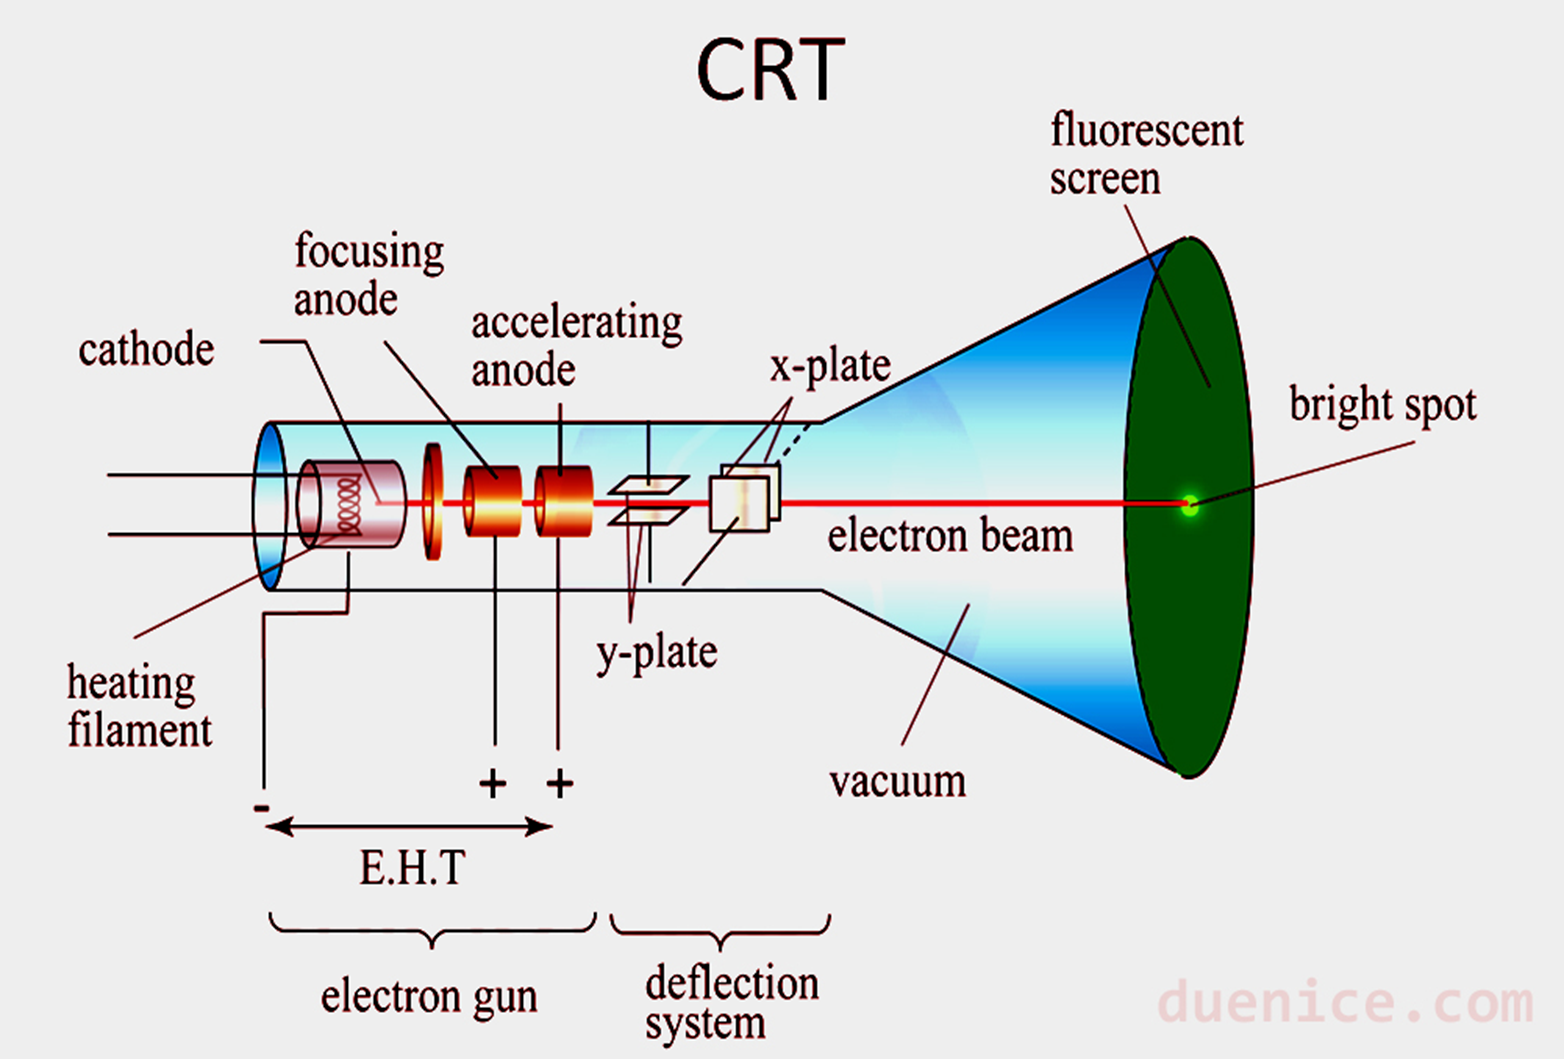 CRT
fluorescent
screen
focusing
anode
accelerating
anode
cathode
x-plate
bright spot
electron beam
y-plate
heating
filament
vacuum
+ +
-
E.H.T
electron gun
deflection
system
duenice.com